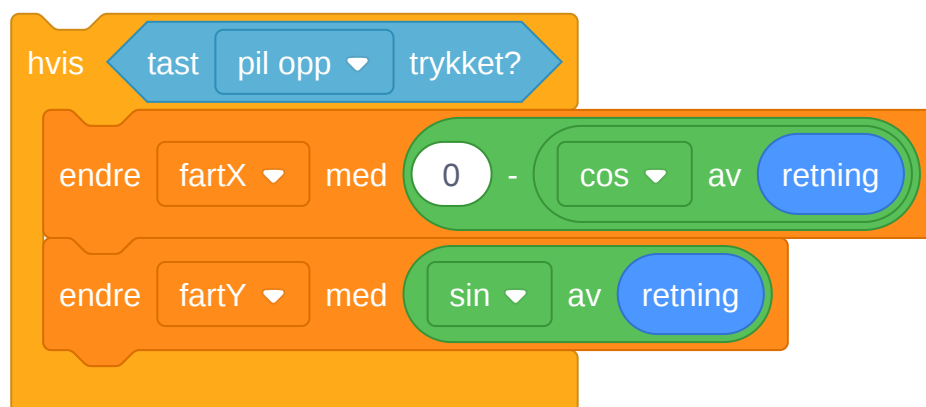 hvis tast pil opp trykket?
endre fartX med 0 - cos av retning
endre fartY med sin av retning